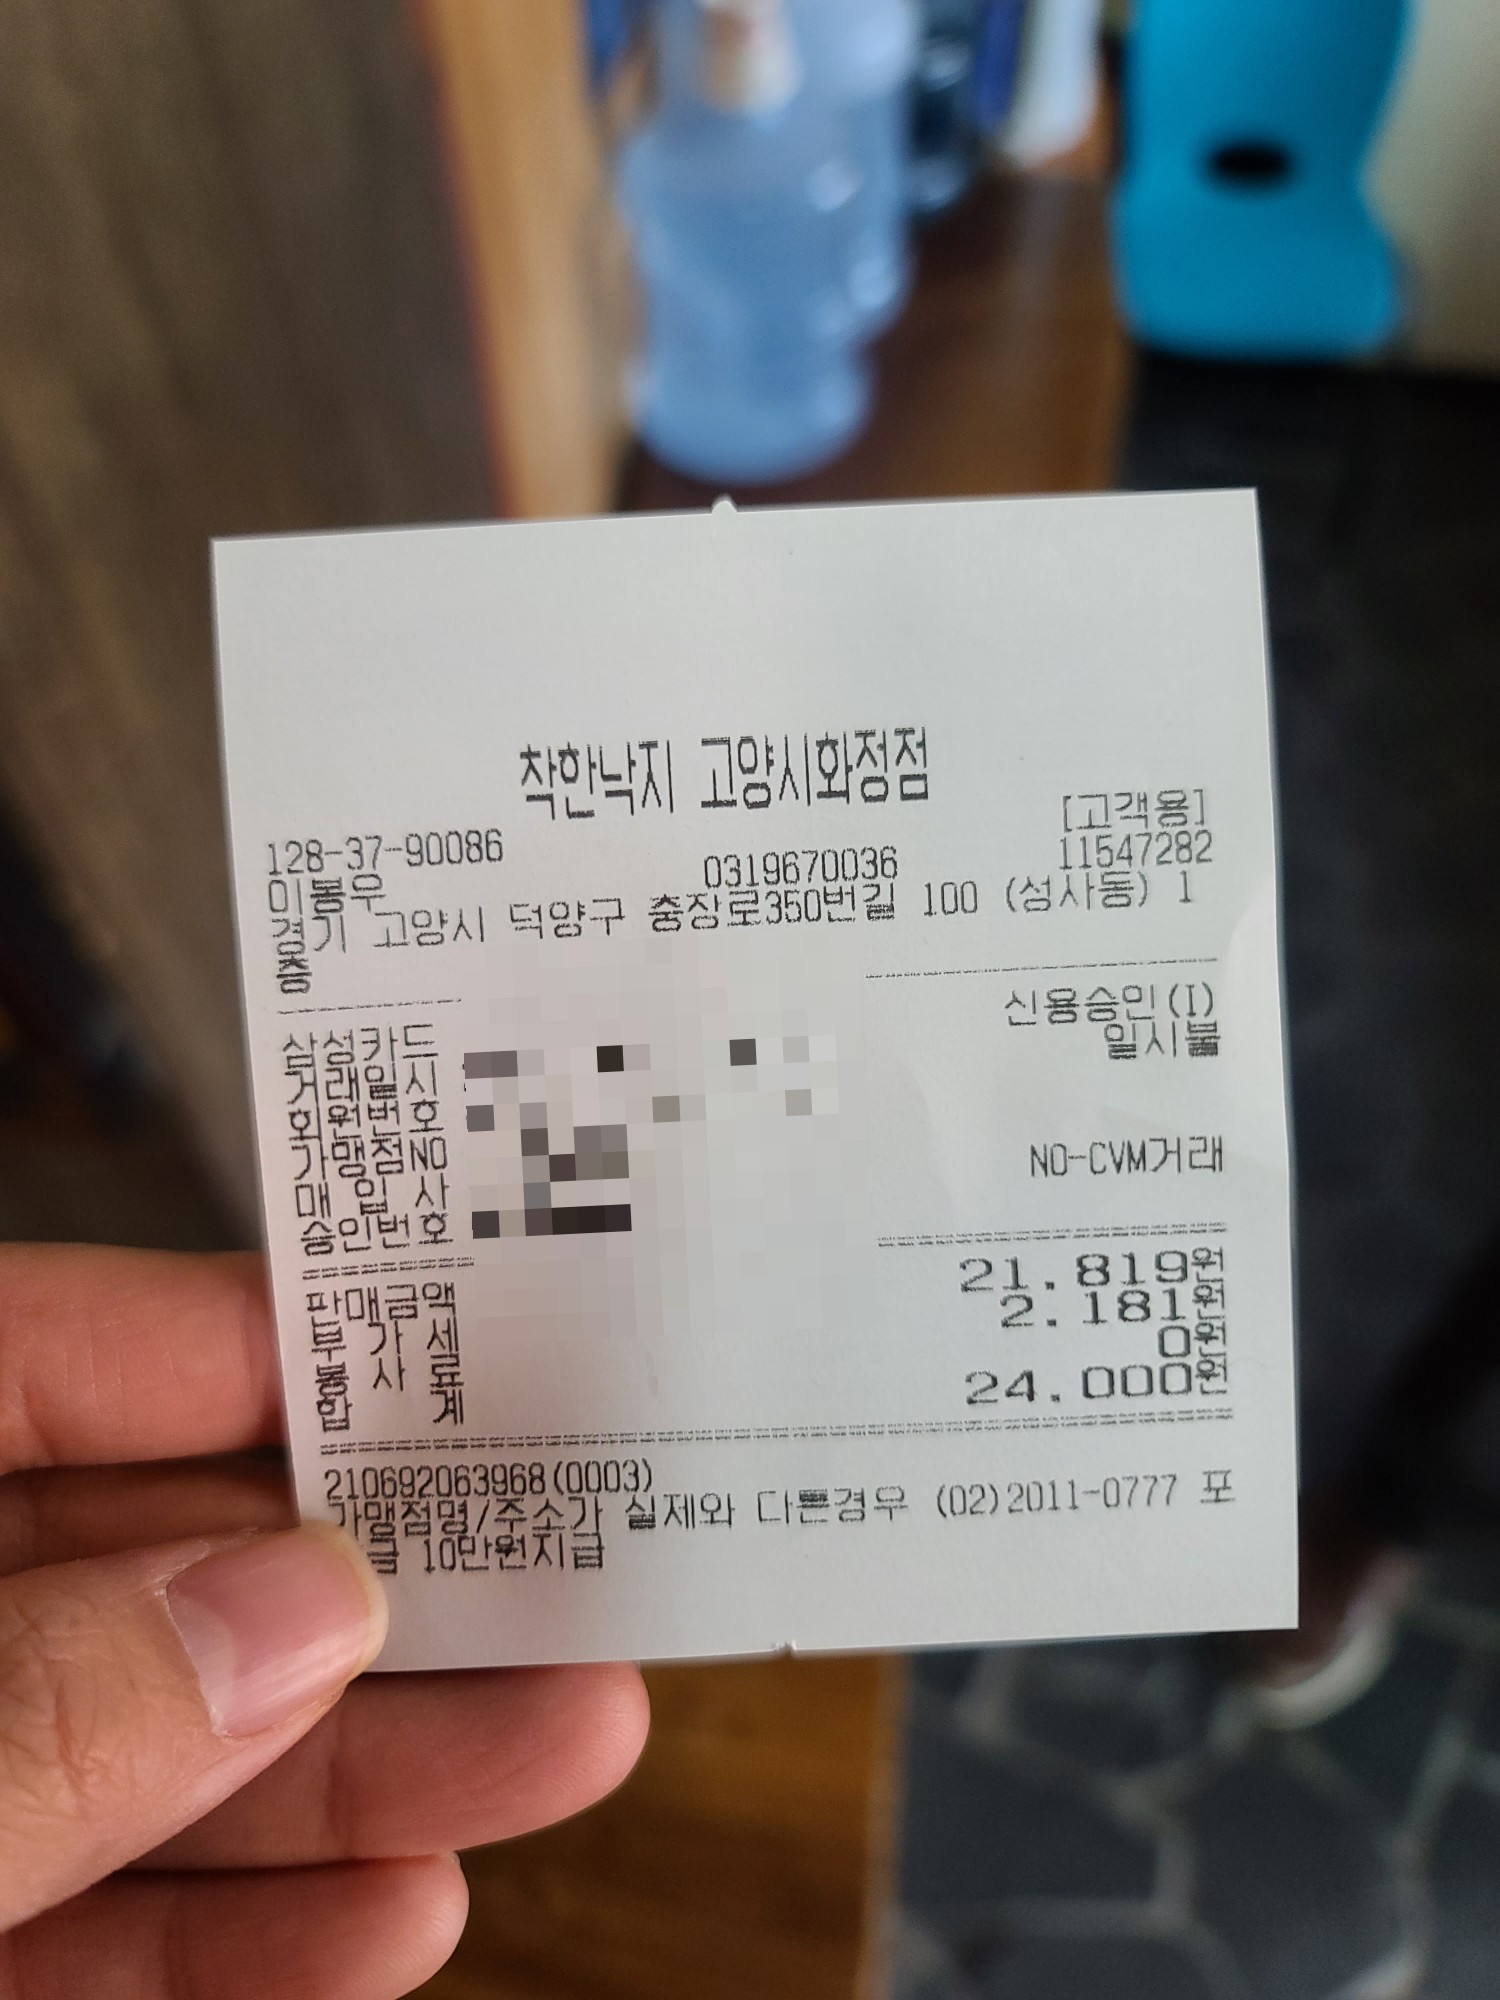 착한낙지 고양시화정점
[고객용]
128-37-90086 0319670036 11547282
이봉우
경기 고양시 덕양구 충장로350번길 100 (성사동) 1
층
삼성카드 신용승인(I)
거래일시 일시불
회원번호
가맹점NO NO-CVM거래
매입사
승인번호
판매금액 21.819원
부가세 2.181원
봉사료 0원
합계 24.000원
210692063968(0003)
가맹점명/주소가 실제와 다른경우 (02)2011-0777 포
금 10만원지급